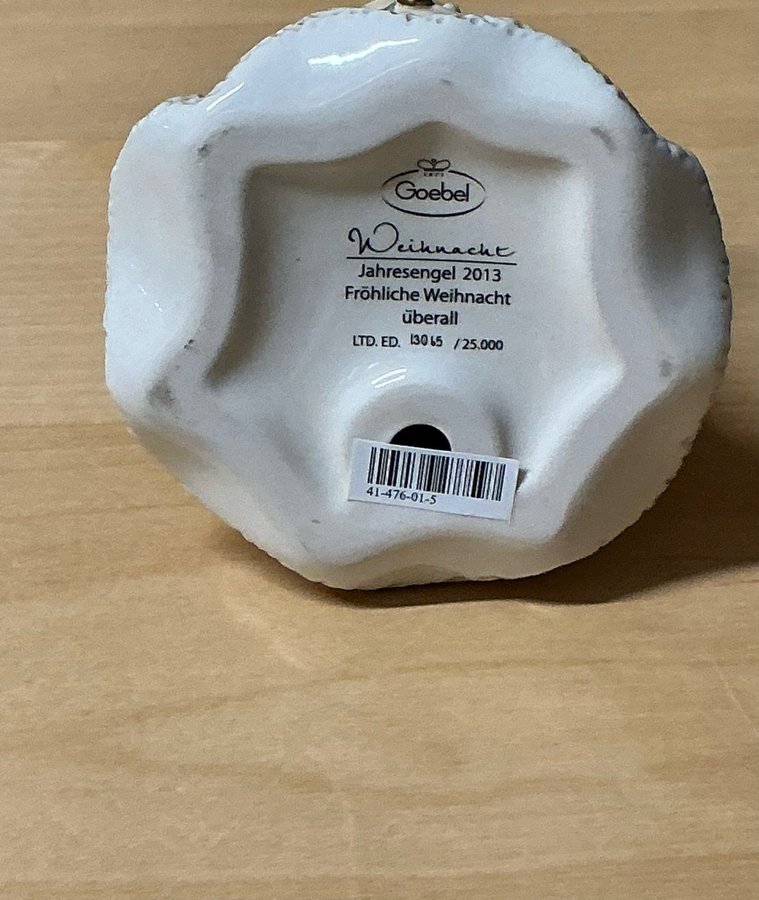 Goebel
Weihnacht
Jahresengel 2013
Fröhliche Weihnacht
überall
LTD. ED. 13065 /25.000
41-476-01-5